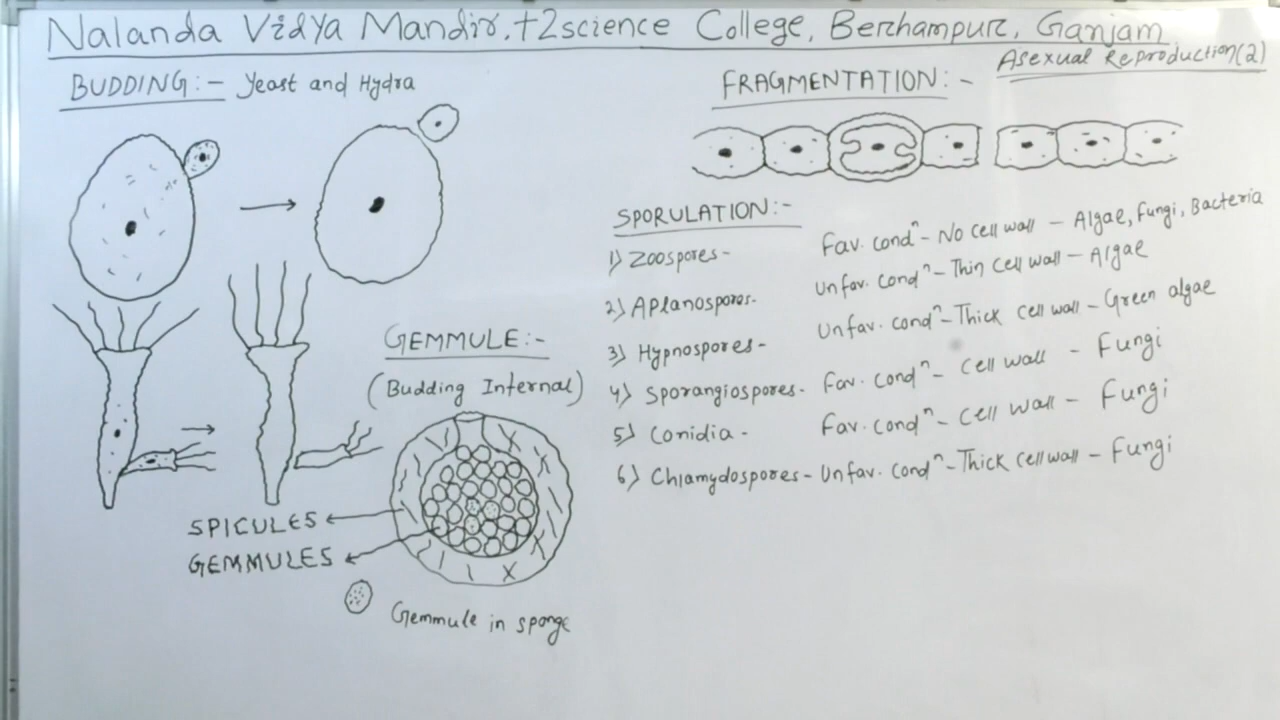 Nalanda Vidya Mandir, +2science College, Berhampur, Ganjam
Asexual Reproduction(2)
BUDDING:- Yeast and Hydra
FRAGMENTATION:-
SPORULATION:-
1) Zoospores- Fav. condⁿ- No cell wall - Algae, Fungi, Bacteria
2) Aplanospores- Unfav. condⁿ- Thin cell wall - Algae
3) Hypnospores- Unfav. condⁿ- Thick cell wall - Green algae
4) Sporangiospores- Fav. condⁿ- cell wall - Fungi
5) Conidia- Fav. condⁿ- cell wall - Fungi
6) Chlamydospores- Unfav. condⁿ- Thick cell wall - Fungi
GEMMULE:-
(Budding Internal)
SPICULES
GEMMULES
Gemmule in sponge